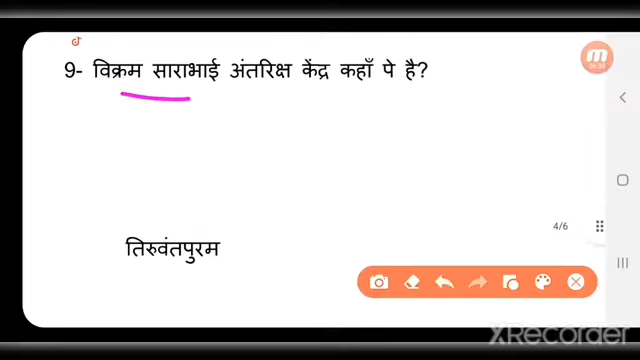 9- विक्रम साराभाई अंतरिक्ष केंद्र कहाँ पे है?
4/6
तिरुवंतपुरम
XRecorder